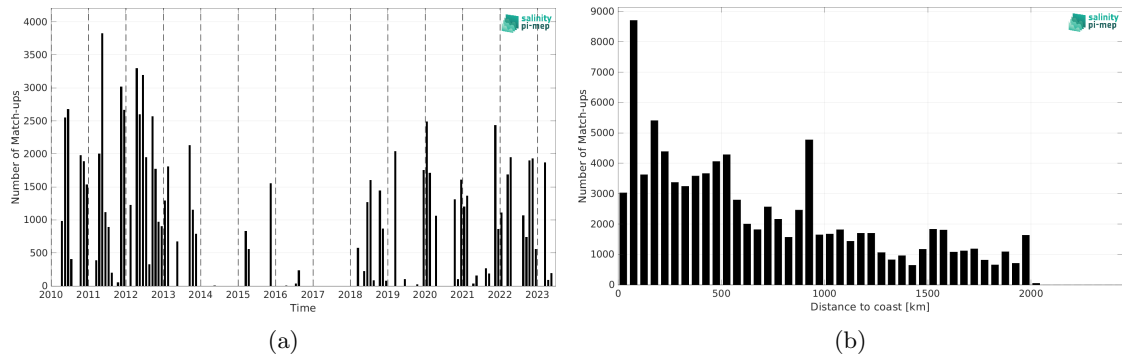 4000
3500
3000
2500
2000
1500
1000
500
0
Number of Match-ups
2010 2011 2012 2013 2014 2015 2016 2017 2018 2019 2020 2021 2022 2023
Time
salinity
pi-mep
(a)
9000
8000
7000
6000
5000
4000
3000
2000
1000
0
Number of Match-ups
0 500 1000 1500 2000
Distance to coast [km]
salinity
pi-mep
(b)